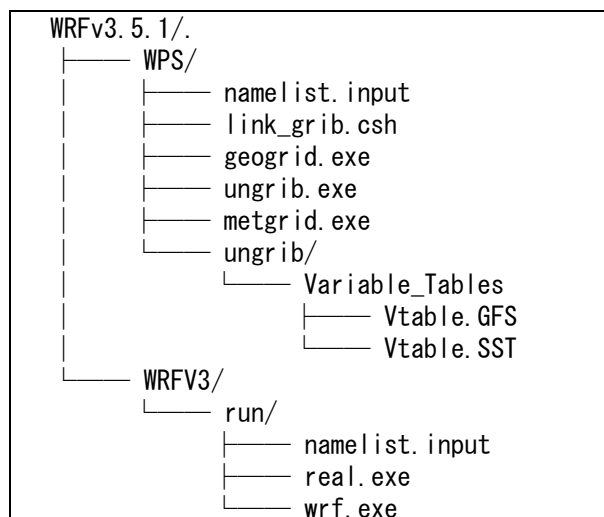 WRFv3.5.1/.
├─── WPS/
│ ├─── namelist.input
│ ├─── link_grib.csh
│ ├─── geogrid.exe
│ ├─── ungrib.exe
│ ├─── metgrid.exe
│ └─── ungrib/
│ └─── Variable_Tables
│ ├─── Vtable.GFS
│ └─── Vtable.SST
└─── WRFV3/
└─── run/
├─── namelist.input
├─── real.exe
└─── wrf.exe